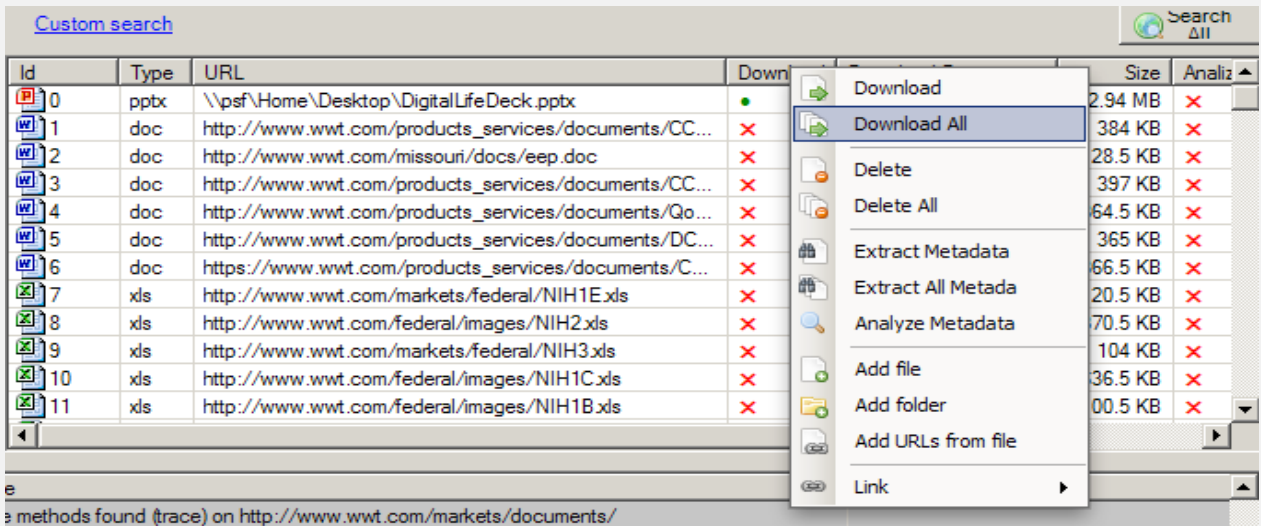 Custom search
Search
All
Id Type URL Size Analiz
0 pptx \\psf\Home\Desktop\DigitalLifeDeck.pptx 2.94 MB
1 doc http://www.wwt.com/products_services/documents/CC... 384 KB
2 doc http://www.wwt.com/missouri/docs/eep.doc 28.5 KB
3 doc http://www.wwt.com/products_services/documents/CC... 397 KB
4 doc http://www.wwt.com/products_services/documents/Qo... 64.5 KB
5 doc http://www.wwt.com/products_services/documents/DC... 365 KB
6 doc https://www.wwt.com/products_services/documents/C... 66.5 KB
7 xls http://www.wwt.com/markets/federal/NIH1E.xls 20.5 KB
8 xls http://www.wwt.com/federal/images/NIH2.xls 70.5 KB
9 xls http://www.wwt.com/markets/federal/NIH3.xls 104 KB
10 xls http://www.wwt.com/federal/images/NIH1C.xls 36.5 KB
11 xls http://www.wwt.com/federal/images/NIH1B.xls 00.5 KB
Download
Download All
Delete
Delete All
Extract Metadata
Extract All Metada
Analyze Metadata
Add file
Add folder
Add URLs from file
Link
e methods found (trace) on http://www.wwt.com/markets/documents/